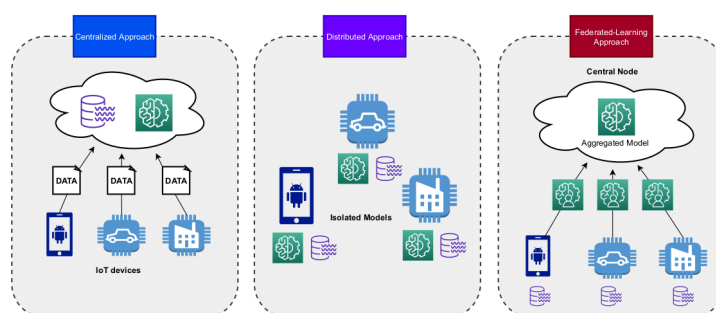 Centralized Approach
DATA
DATA
DATA
IoT devices
Distributed Approach
Isolated Models
Federated-Learning
Approach
Central Node
Aggregated Model